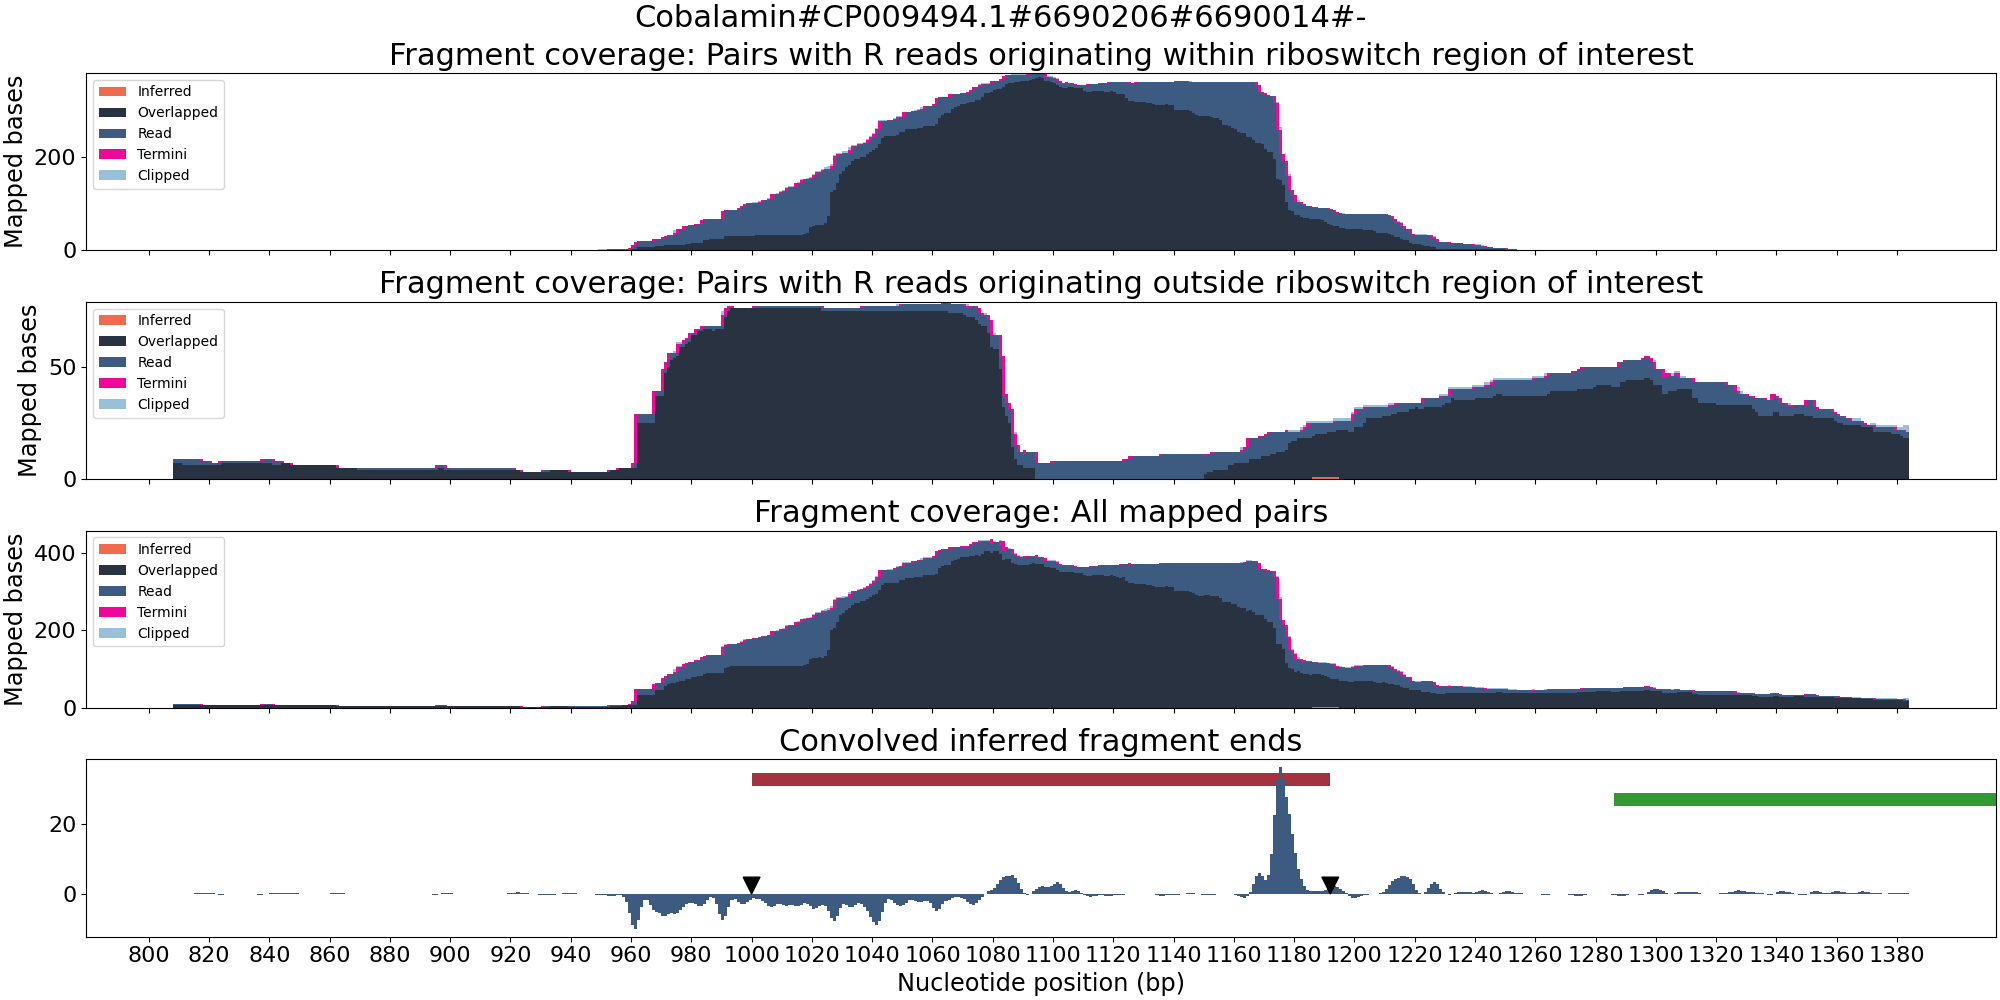 Cobalamin#CP009494.1#6690206#6690014#-
Fragment coverage: Pairs with R reads originating within riboswitch region of interest
Mapped bases
200
0
Inferred
Overlapped
Read
Termini
Clipped
Fragment coverage: Pairs with R reads originating outside riboswitch region of interest
Mapped bases
50
0
Inferred
Overlapped
Read
Termini
Clipped
Fragment coverage: All mapped pairs
Mapped bases
400
200
0
Inferred
Overlapped
Read
Termini
Clipped
Convolved inferred fragment ends
20
0
800 820 840 860 880 900 920 940 960 980 1000 1020 1040 1060 1080 1100 1120 1140 1160 1180 1200 1220 1240 1260 1280 1300 1320 1340 1360 1380
Nucleotide position (bp)